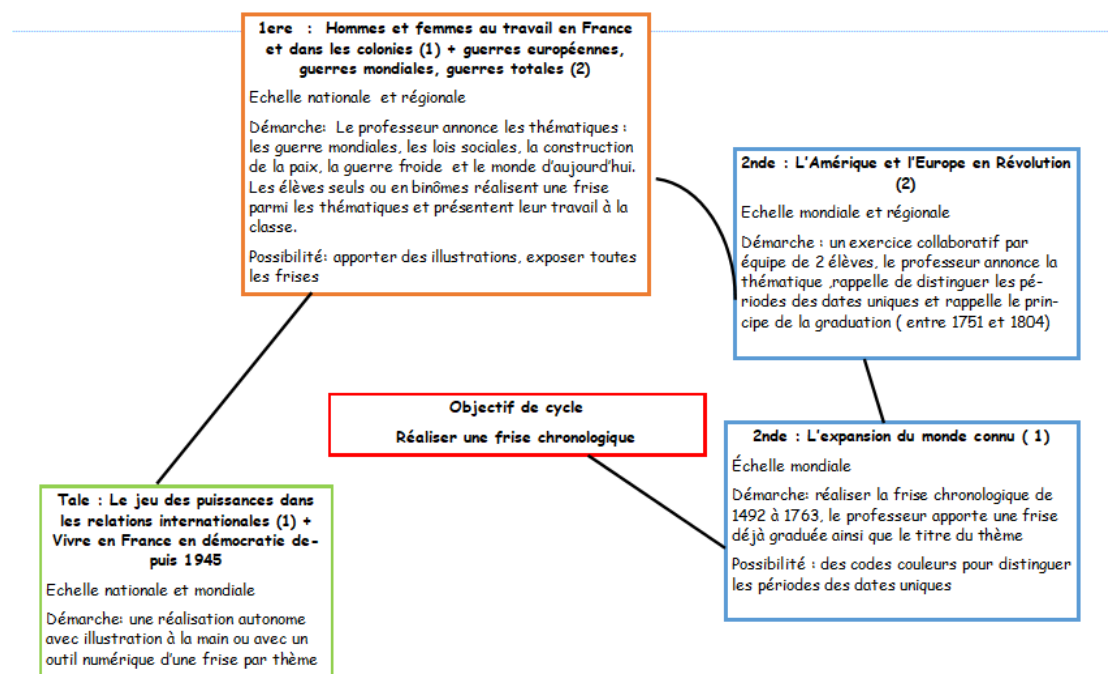 1ere : Hommes et femmes au travail en France
et dans les colonies (1) + guerres européennes,
guerres mondiales, guerres totales (2)
Echelle nationale et régionale
Démarche: Le professeur annonce les thématiques :
les guerre mondiales, les lois sociales, la construction
de la paix, la guerre froide et le monde d'aujourd'hui.
Les élèves seuls ou en binômes réalisent une frise
parmi les thématiques et présentent leur travail à la
classe.
Possibilité: apporter des illustrations, exposer toutes
les frises
2nde : L'Amérique et l'Europe en Révolution
(2)
Echelle mondiale et régionale
Démarche : un exercice collaboratif par
équipe de 2 élèves, le professeur annonce la
thématique ,rappelle de distinguer les pé-
riodes des dates uniques et rappelle le prin-
cipe de la graduation ( entre 1751 et 1804)
Objectif de cycle
Réaliser une frise chronologique
2nde : L'expansion du monde connu ( 1)
Échelle mondiale
Démarche: réaliser la frise chronologique de
1492 à 1763, le professeur apporte une frise
déjà graduée ainsi que le titre du thème
Possibilité : des codes couleurs pour distinguer
les périodes des dates uniques
Tale : Le jeu des puissances dans
les relations internationales (1) +
Vivre en France en démocratie de-
puis 1945
Echelle nationale et mondiale
Démarche: une réalisation autonome
avec illustration à la main ou avec un
outil numérique d'une frise par thème